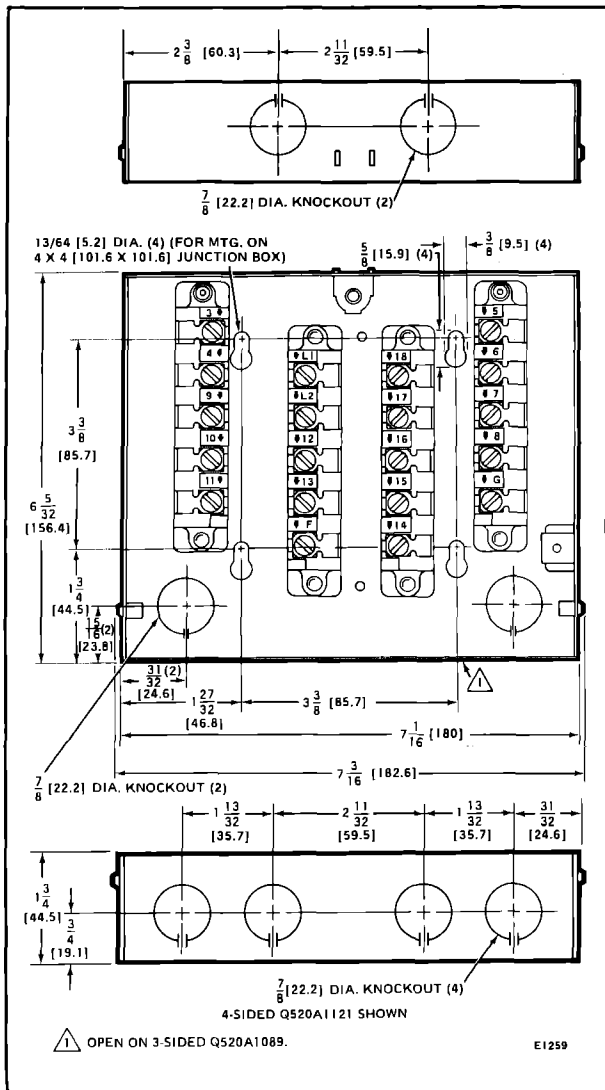 2 3/8 [60.3]
2 11/32 [59.5]
7/8 [22.2] DIA. KNOCKOUT (2)
13/64 [5.2] DIA. (4) (FOR MTG. ON
4 X 4 [101.6 X 101.6] JUNCTION BOX)
5/8 [15.9] (4)
3/8 [9.5] (4)
3
4
9
10
11
L1
L2
12
13
F
18
17
16
15
14
5
6
7
8
G
3 3/8
[85.7]
6 5/32
[156.4]
1 3/4
[44.5]
15/16 (2)
[23.8]
31/32 (2)
[24.6]
1 27/32
[46.8]
3 3/8 [85.7]
1
7 1/16 [180]
7 3/16 [182.6]
7/8 [22.2] DIA. KNOCKOUT (2)
1 13/32
[35.7]
2 11/32
[59.5]
1 13/32
[35.7]
31/32
[24.6]
1 3/4
[44.5]
3/4
[19.1]
7/8 [22.2] DIA. KNOCKOUT (4)
4-SIDED Q520A1121 SHOWN
1 OPEN ON 3-SIDED Q520A1089.
E1259